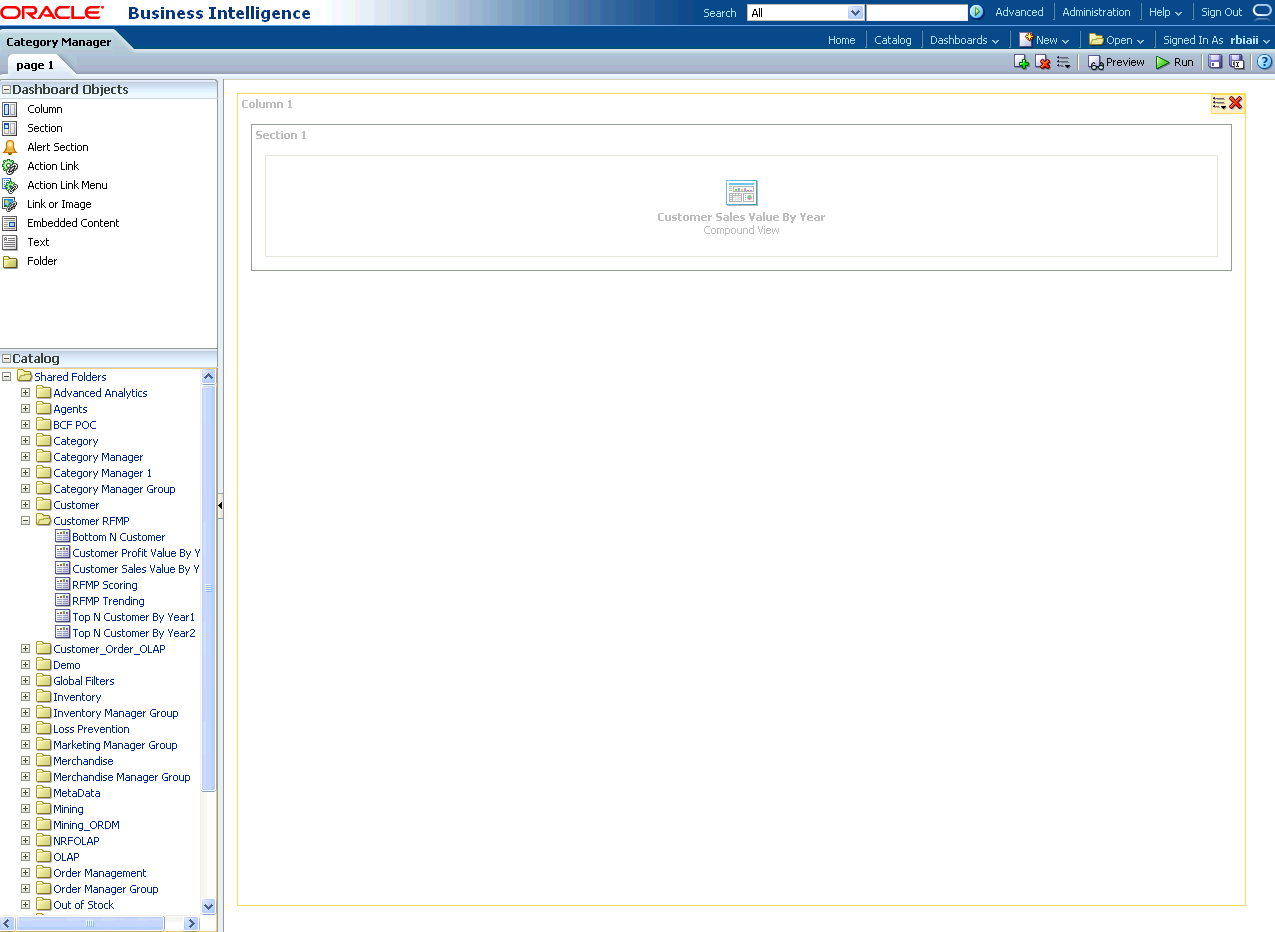 ORACLE Business Intelligence
Search All Advanced Administration Help Sign Out
Category Manager
Home Catalog Dashboards New Open Signed In As rbiaii
page 1
Preview Run
Dashboard Objects
Column
Section
Alert Section
Action Link
Action Link Menu
Link or Image
Embedded Content
Text
Folder
Catalog
Shared Folders
Advanced Analytics
Agents
BCF POC
Category
Category Manager
Category Manager 1
Category Manager Group
Customer
Customer RFMP
Bottom N Customer
Customer Profit Value By Y
Customer Sales Value By Y
RFMP Scoring
RFMP Trending
Top N Customer By Year1
Top N Customer By Year2
Customer_Order_OLAP
Demo
Global Filters
Inventory
Inventory Manager Group
Loss Prevention
Marketing Manager Group
Merchandise
Merchandise Manager Group
MetaData
Mining
Mining_ORDM
NRFOLAP
OLAP
Order Management
Order Manager Group
Out of Stock
Column 1
Section 1
Customer Sales Value By Year
Compound View